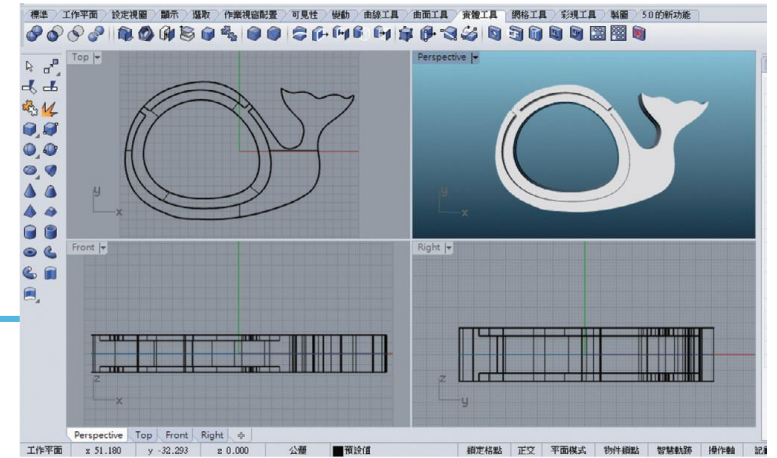 標準 工作平面 設定視圖 顯示 選取 作業視窗配置 可見性 變動 曲線工具 曲面工具 實體工具 網格工具 彩現工具 製圖 5.0的新功能
Top
Perspective
y
x
y
x
Front
Right
z
x
z
y
Perspective Top Front Right
工作平面 x 51.180 y -32.293 z 0.000 公釐 預設值 鎖定格點 正交 平面模式 物件鎖點 智慧軌跡 操作軸